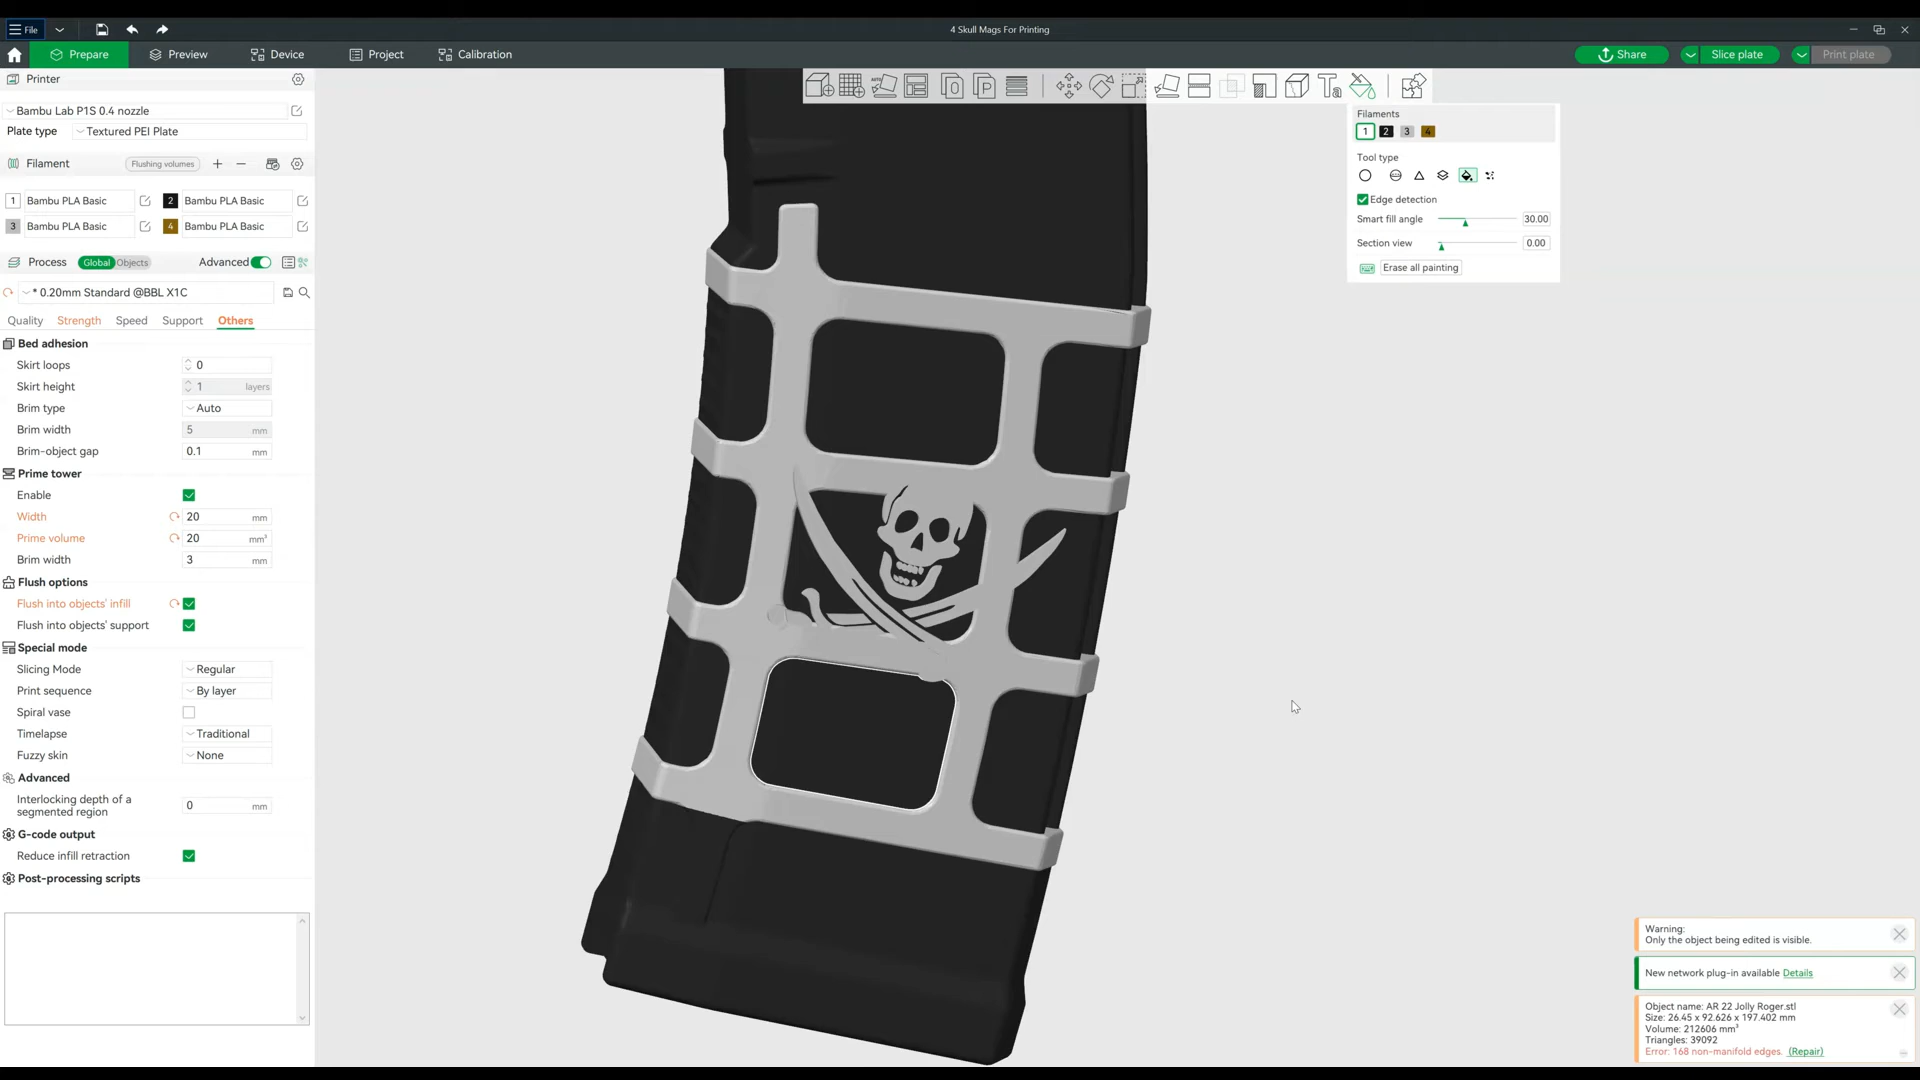 File
4 Skull Mags For Printing
Prepare
Preview
Device
Project
Calibration
Share
Slice plate
Print plate
Printer
Bambu Lab P1S 0.4 nozzle
Plate type
Textured PEI Plate
Filament
Flushing volumes
1 Bambu PLA Basic
2 Bambu PLA Basic
3 Bambu PLA Basic
4 Bambu PLA Basic
Process
Global Objects
Advanced
* 0.20mm Standard @BBL X1C
Quality
Strength
Speed
Support
Others
Bed adhesion
Skirt loops 0
Skirt height 1 layers
Brim type Auto
Brim width 5 mm
Brim-object gap 0.1 mm
Prime tower
Enable
Width 20 mm
Prime volume 20 mm³
Brim width 3 mm
Flush options
Flush into objects' infill
Flush into objects' support
Special mode
Slicing Mode Regular
Print sequence By layer
Spiral vase
Timelapse Traditional
Fuzzy skin None
Advanced
Interlocking depth of a
segmented region
0 mm
G-code output
Reduce infill retraction
Post-processing scripts
Filaments
1 2 3 4
Tool type
Edge detection
Smart fill angle 30.00
Section view 0.00
Erase all painting
Warning:
Only the object being edited is visible.
New network plug-in available Details
Object name: AR 22 Jolly Roger.stl
Size: 26.45 x 92.626 x 197.402 mm
Volume: 212606 mm³
Triangles: 39092
Error: 168 non-manifold edges. (Repair)